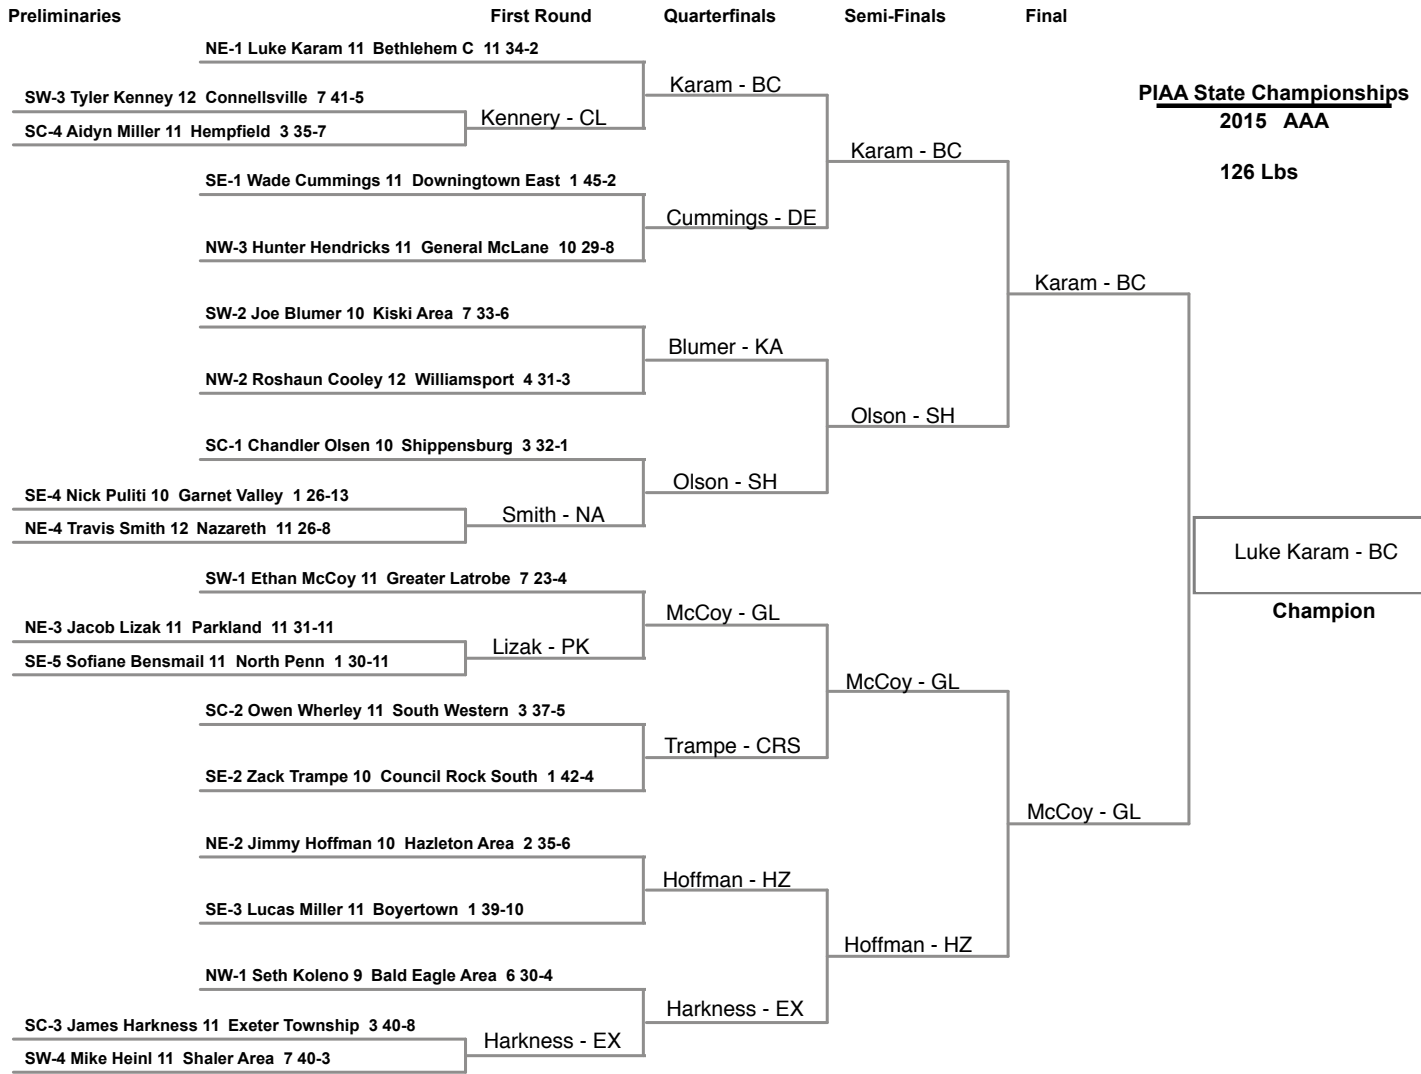 Preliminaries First Round Quarterfinals Semi-Finals Final
NE-1 Luke Karam 11 Bethlehem C 11 34-2
Karam - BC
PIAA State Championships
SW-3 Tyler Kenney 12 Connellsville 7 41-5
Kennery - CL
2015 AAA
SC-4 Aidyn Miller 11 Hempfield 3 35-7
Karam - BC
126 Lbs
SE-1 Wade Cummings 11 Downingtown East 1 45-2
Cummings - DE
NW-3 Hunter Hendricks 11 General McLane 10 29-8
Karam - BC
SW-2 Joe Blumer 10 Kiski Area 7 33-6
Blumer - KA
NW-2 Roshaun Cooley 12 Williamsport 4 31-3
Olson - SH
SC-1 Chandler Olsen 10 Shippensburg 3 32-1
Olson - SH
SE-4 Nick Puliti 10 Garnet Valley 1 26-13
Smith - NA
NE-4 Travis Smith 12 Nazareth 11 26-8
Luke Karam - BC
Champion
SW-1 Ethan McCoy 11 Greater Latrobe 7 23-4
McCoy - GL
NE-3 Jacob Lizak 11 Parkland 11 31-11
Lizak - PK
SE-5 Sofiane Bensmail 11 North Penn 1 30-11
McCoy - GL
SC-2 Owen Wherley 11 South Western 3 37-5
Trampe - CRS
SE-2 Zack Trampe 10 Council Rock South 1 42-4
McCoy - GL
NE-2 Jimmy Hoffman 10 Hazleton Area 2 35-6
Hoffman - HZ
SE-3 Lucas Miller 11 Boyertown 1 39-10
Hoffman - HZ
NW-1 Seth Koleno 9 Bald Eagle Area 6 30-4
Harkness - EX
SC-3 James Harkness 11 Exeter Township 3 40-8
Harkness - EX
SW-4 Mike Heinl 11 Shaler Area 7 40-3